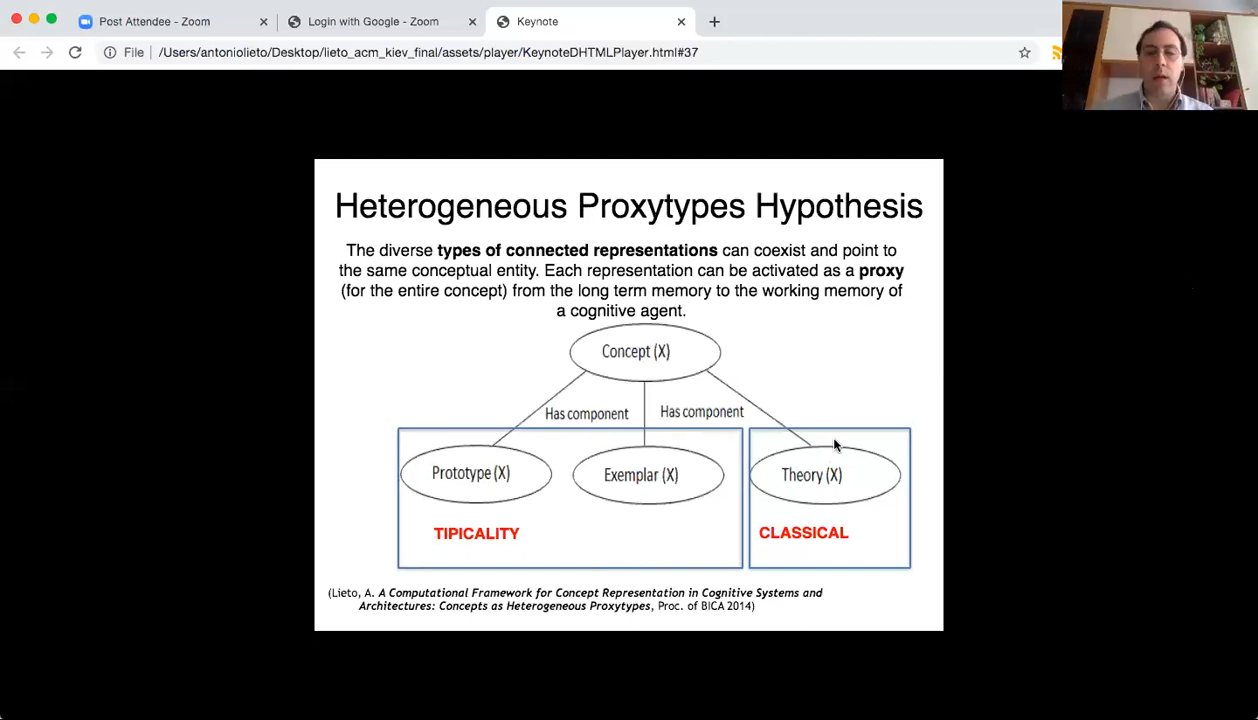 Post Attendee - Zoom
Login with Google - Zoom
Keynote
File
/Users/antoniolieto/Desktop/lieto_acm_kiev_final/assets/player/KeynoteDHTMLPlayer.html#37
Heterogeneous Proxytypes Hypothesis
The diverse types of connected representations can coexist and point to
the same conceptual entity. Each representation can be activated as a proxy
(for the entire concept) from the long term memory to the working memory of
a cognitive agent.
Concept (X)
Has component
Has component
Prototype (X)
Exemplar (X)
Theory (X)
TIPICALITY
CLASSICAL
(Lieto, A. A Computational Framework for Concept Representation in Cognitive Systems and
Architectures: Concepts as Heterogeneous Proxytypes, Proc. of BICA 2014)